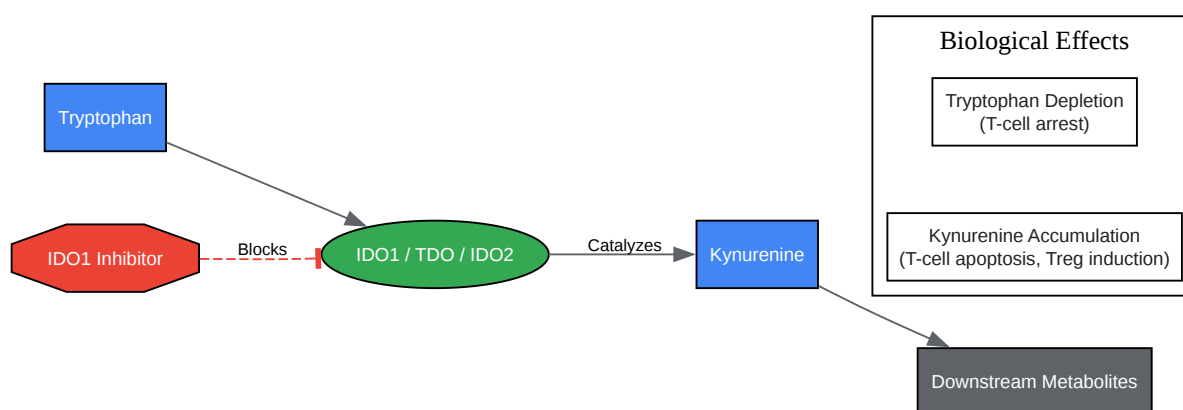 Biological Effects
Tryptophan
Tryptophan Depletion
(T-cell arrest)
IDO1 Inhibitor
Blocks
IDO1 / TDO / IDO2
Catalyzes
Kynurenine
Kynurenine Accumulation
(T-cell apoptosis, Treg induction)
Downstream Metabolites